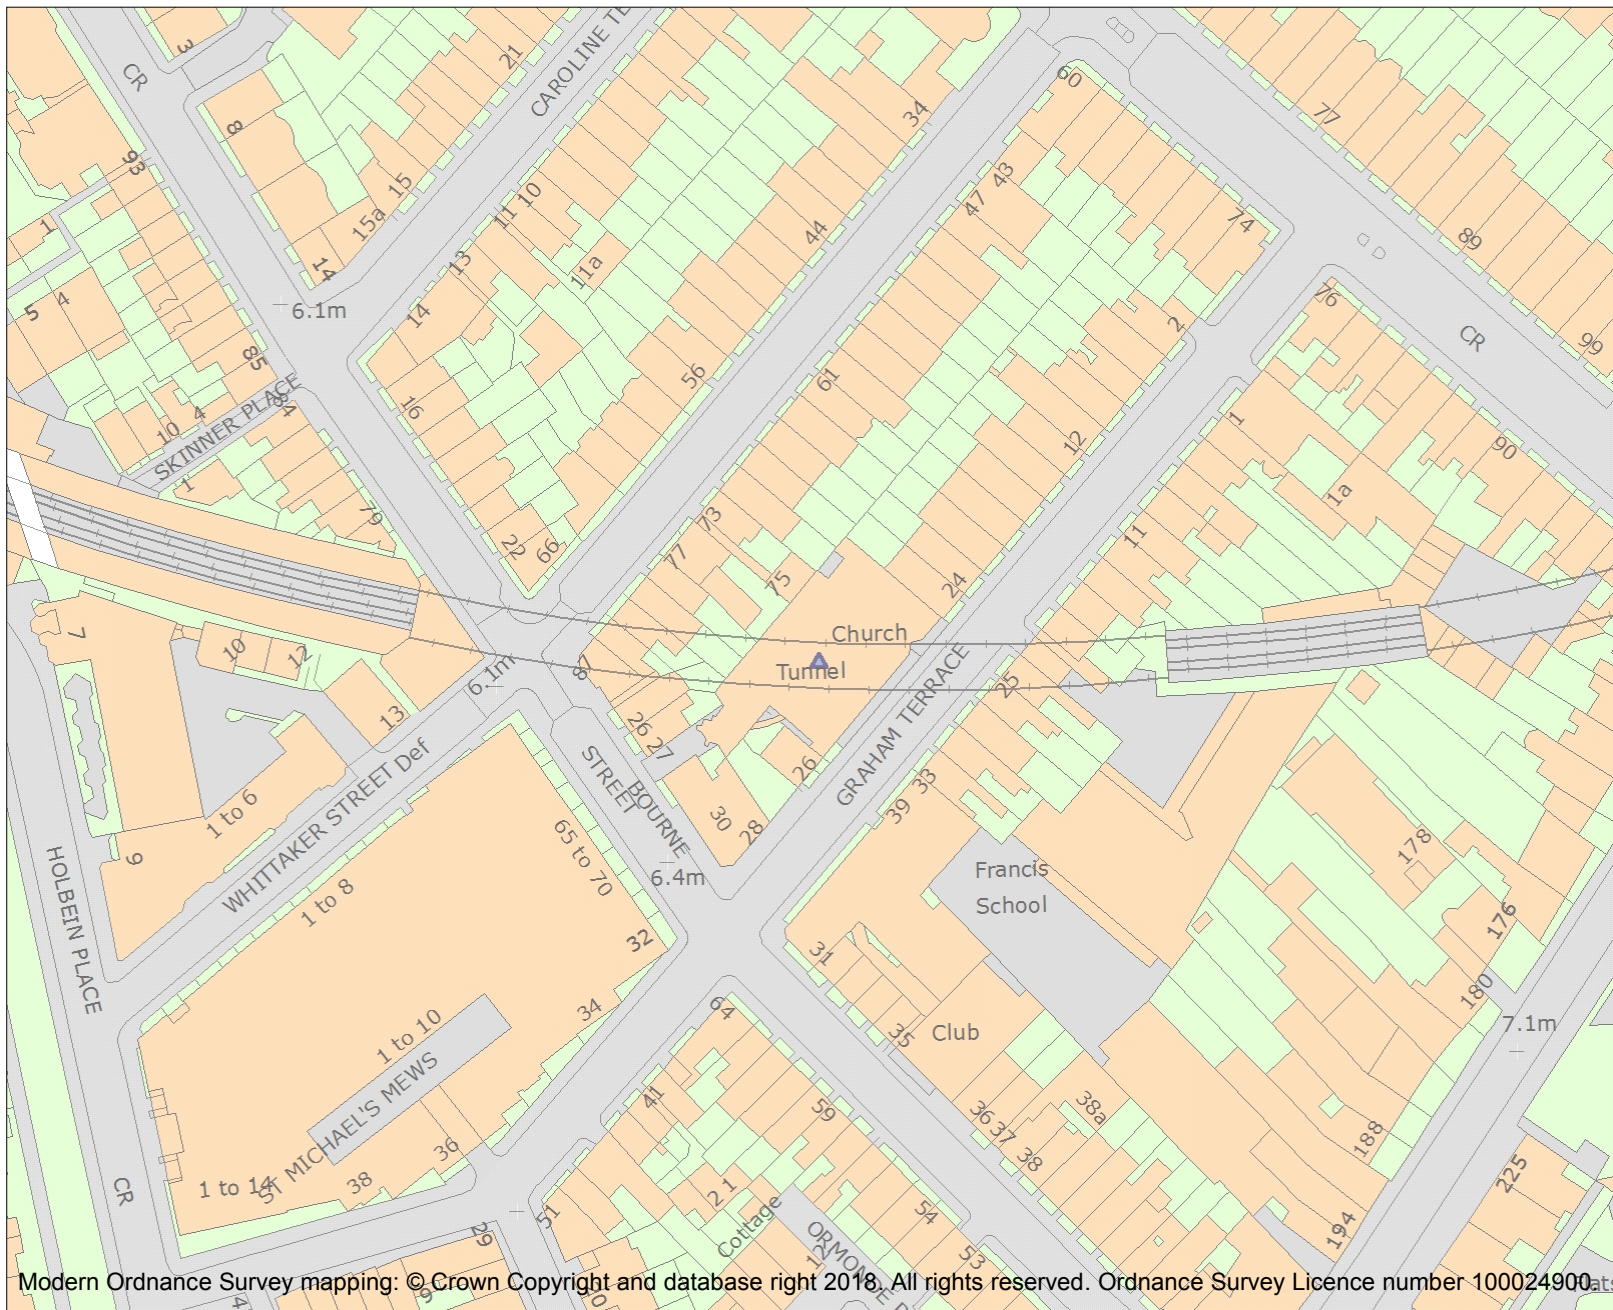 3
CR
21
CAROLINE TE
60
34
77
8
93
15
15a
11 10
13
11a
44
47 43
74
89
1
14
6.1m
5 4
14
85
76
2
CR
99
56
61
16
84
10 4
SKINNER PLACE
1
1
12
90
1a
79
22 66
73
77
75
11
24
7
10 12
Church
Tunnel
6.1m
87
25
GRAHAM TERRACE
13
26 27
26
WHITTAKER STREET Def
STREET
BOURNE
33
39
1 to 6
30 28
9
65 to 70
178
Francis
School
6.4m
HOLBEIN PLACE
1 to 8
176
32
31
180
34
64
35
Club
7.1m
1 to 10
ST MICHAEL'S MEWS
41
59
36 37 38
38a
188
36
38
1 to 14
CR
2 1
Cottage
51
29
54
53
12
ORMONDE
225
194
Modern Ordnance Survey mapping: © Crown Copyright and database right 2018. All rights reserved. Ordnance Survey Licence number 100024900.